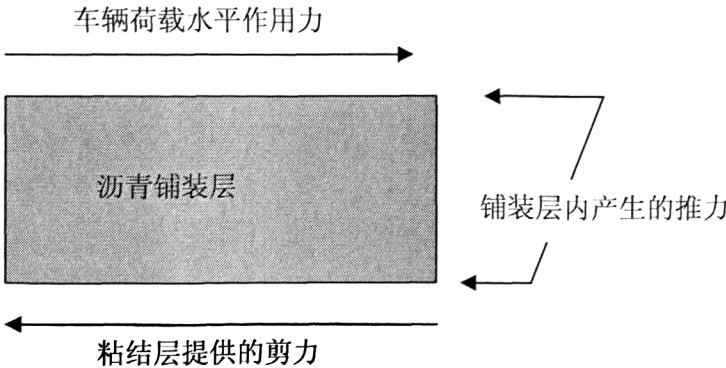 车辆荷载水平作用力
沥青铺装层
铺装层内产生的推力
粘结层提供的剪力